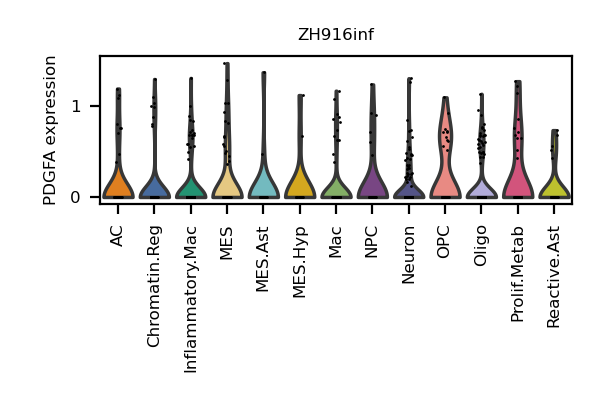 ZH916inf
PDGFA expression
1
0
AC
Chromatin.Reg
Inflammatory.Mac
MES
MES.Ast
MES.Hyp
Mac
NPC
Neuron
OPC
Oligo
Prolif.Metab
Reactive.Ast